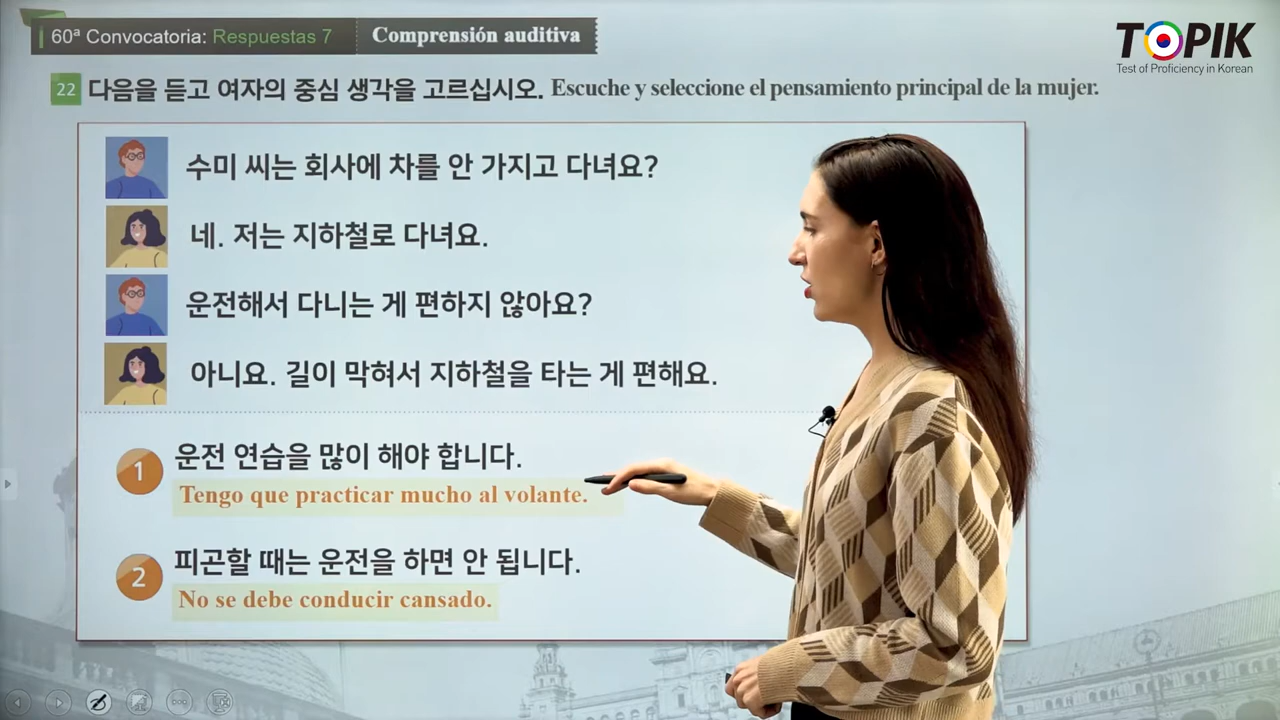 60ª Convocatoria: Respuestas 7 Comprensión auditiva
TOPIK
Test of Proficiency in Korean
22 다음을 듣고 여자의 중심 생각을 고르십시오. Escuche y seleccione el pensamiento principal de la mujer.
수미 씨는 회사에 차를 안 가지고 다녀요?
네. 저는 지하철로 다녀요.
운전해서 다니는 게 편하지 않아요?
아니요. 길이 막혀서 지하철을 타는 게 편해요.
1 운전 연습을 많이 해야 합니다.
Tengo que practicar mucho al volante.
2 피곤할 때는 운전을 하면 안 됩니다.
No se debe conducir cansado.